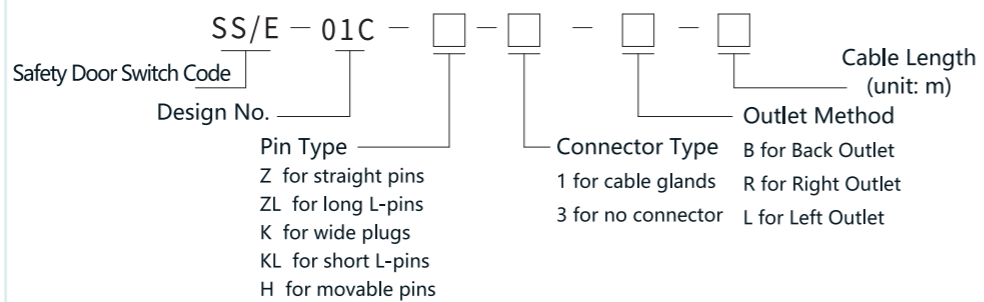 SS/E － 01C － □ － □ － □ － □
Safety Door Switch Code
Design No.
Pin Type
Z for straight pins
ZL for long L-pins
K for wide plugs
KL for short L-pins
H for movable pins
Connector Type
1 for cable glands
3 for no connector
Outlet Method
B for Back Outlet
R for Right Outlet
L for Left Outlet
Cable Length
(unit: m)